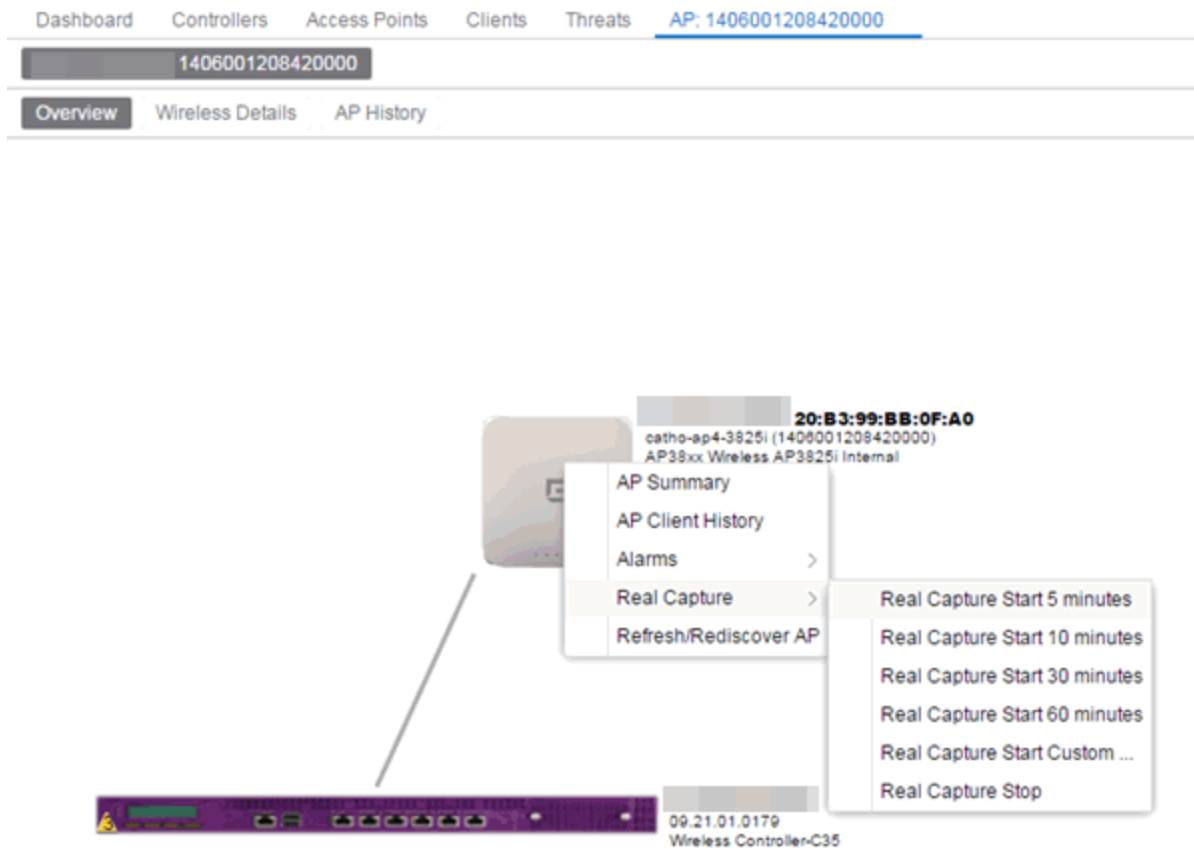 Dashboard Controllers Access Points Clients Threats AP: 1406001208420000
1406001208420000
Overview Wireless Details AP History
20:B3:99:BB:0F:A0
catho-ap4-3825i (1406001208420000)
AP38xx Wireless AP3825i Internal
AP Summary
AP Client History
Alarms
Real Capture
Refresh/Rediscover AP
Real Capture Start 5 minutes
Real Capture Start 10 minutes
Real Capture Start 30 minutes
Real Capture Start 60 minutes
Real Capture Start Custom ...
Real Capture Stop
3
09.21.01.0179
Wireless Controller-C35